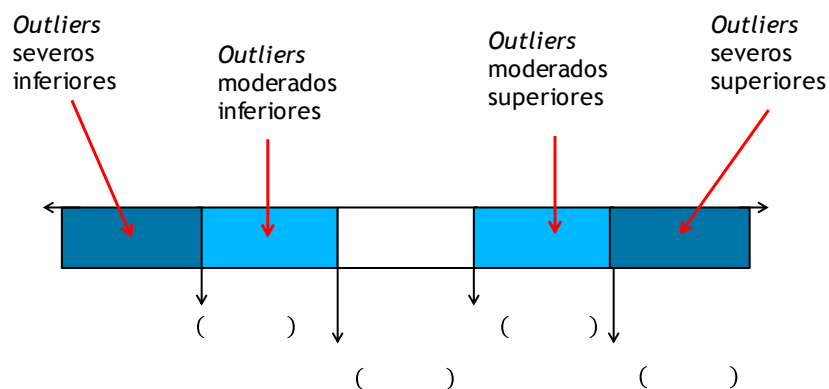 Outliers
severos
inferiores
Outliers
moderados
inferiores
Outliers
moderados
superiores
Outliers
severos
superiores
(        )
(        )
(        )
(        )